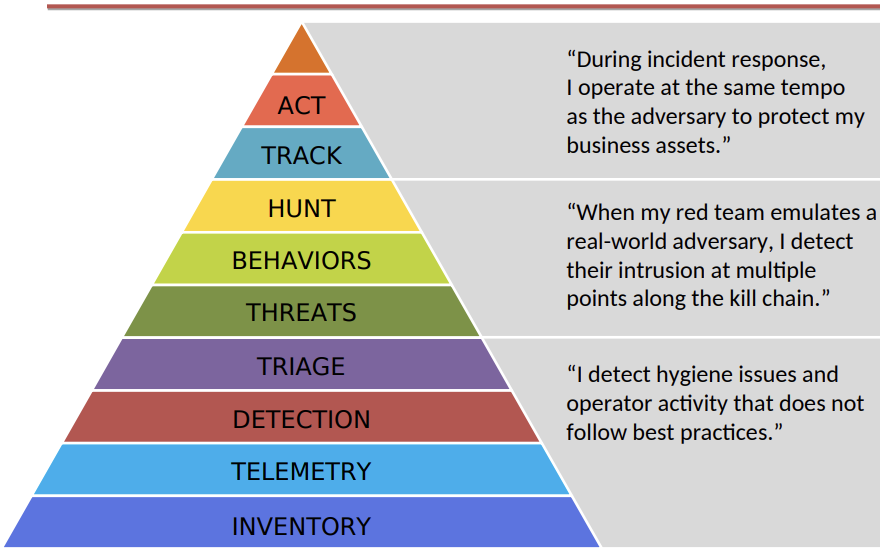 ACT
TRACK
HUNT
BEHAVIORS
THREATS
TRIAGE
DETECTION
TELEMETRY
INVENTORY
“During incident response,
I operate at the same tempo
as the adversary to protect my
business assets.”
“When my red team emulates a
real-world adversary, I detect
their intrusion at multiple
points along the kill chain.”
“I detect hygiene issues and
operator activity that does not
follow best practices.”